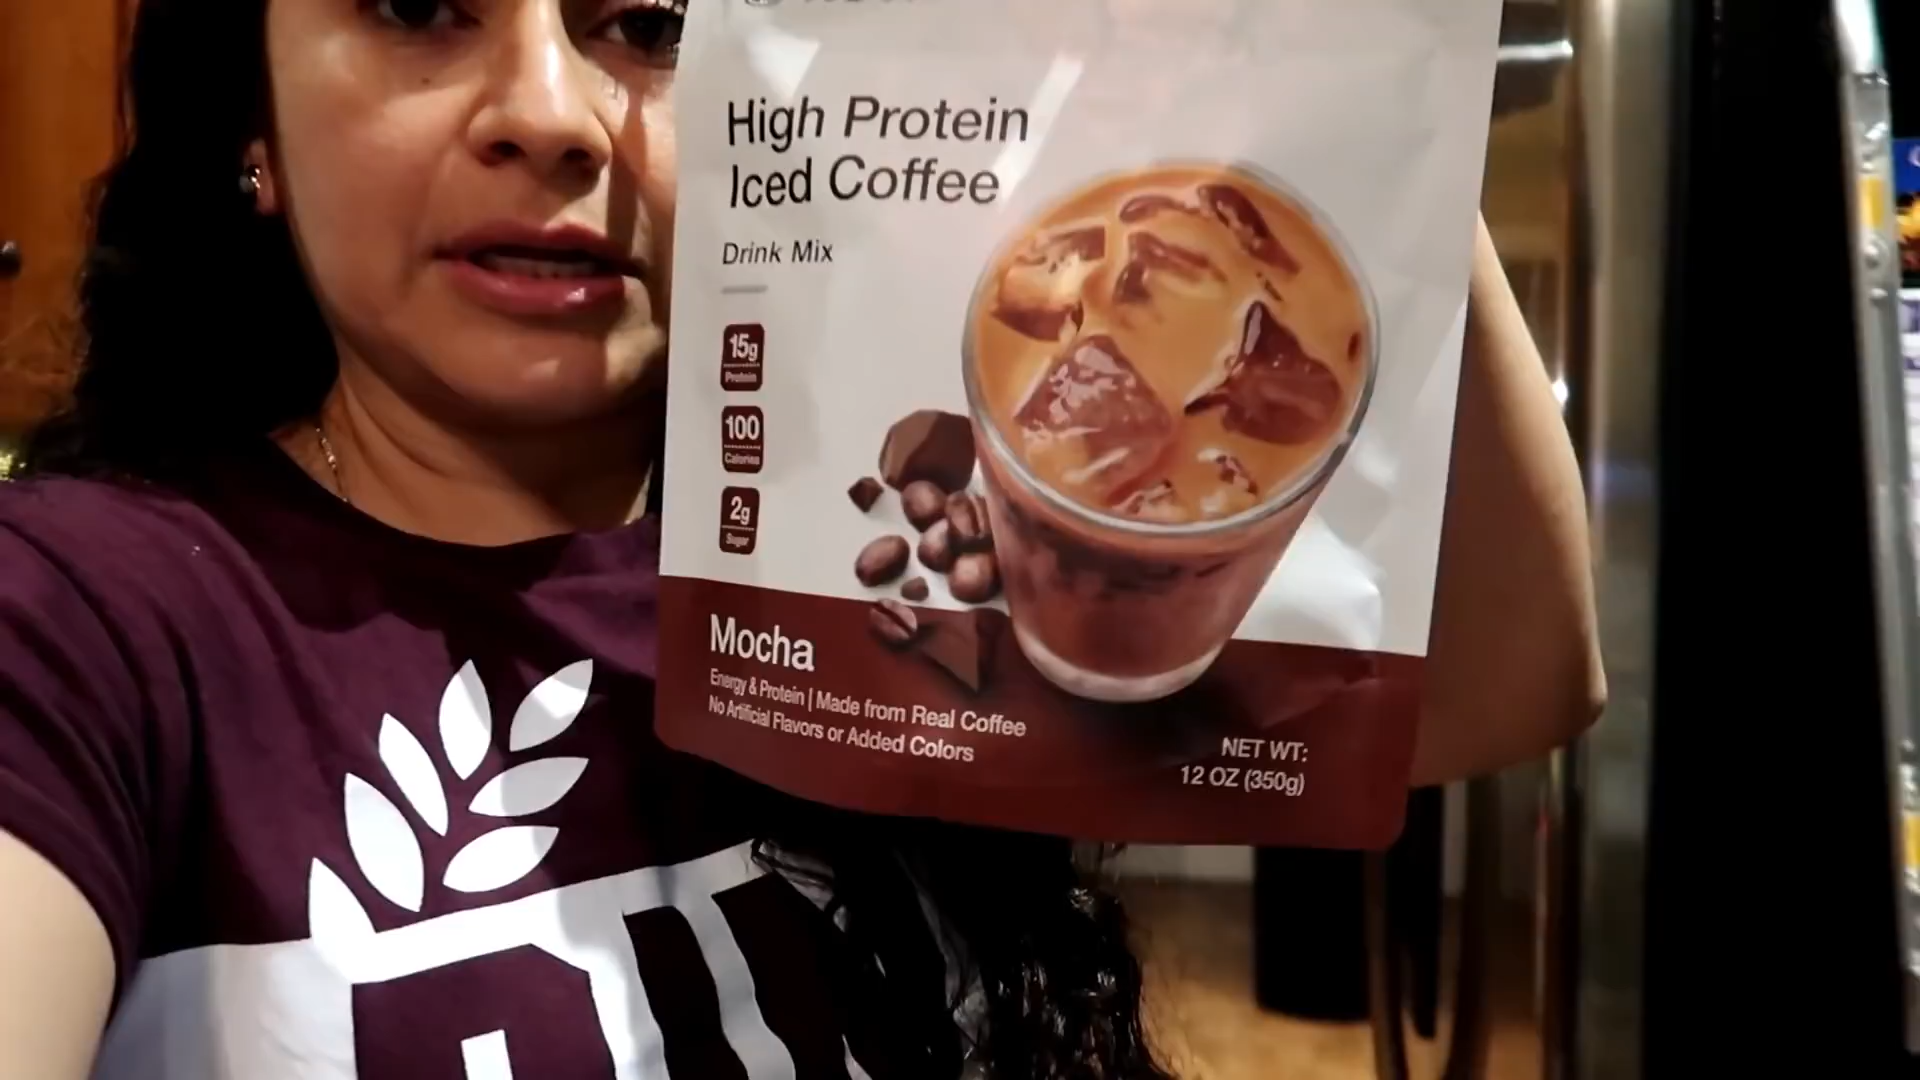 High Protein
Iced Coffee
Drink Mix
15g
Protein
100
Calories
2g
Sugar
Mocha
Energy & Protein | Made from Real Coffee
No Artificial Flavors or Added Colors
NET WT:
12 OZ (350g)